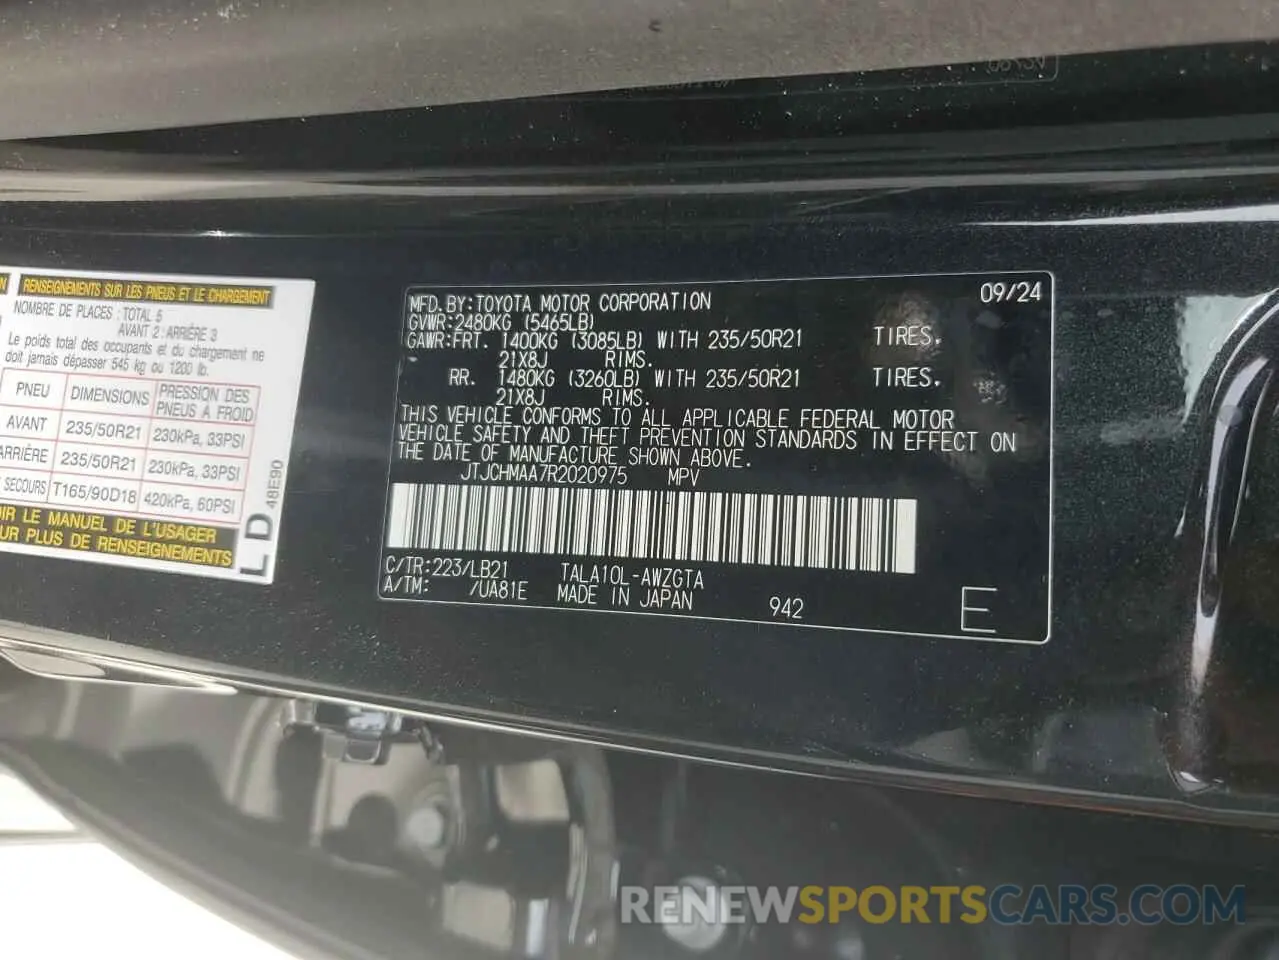 N RENSEIGNEMENTS SUR LES PNEUS ET LE CHARGEMENT
NOMBRE DE PLACES : TOTAL 5
AVANT 2 : ARRIÈRE 3
Le poids total des occupants et du chargement ne
doit jamais dépasser 545 kg ou 1200 lb.
PNEU DIMENSIONS PRESSION DES
PNEUS A FROID
AVANT 235/50R21 230kPa, 33PSI
ARRIÈRE 235/50R21 230kPa, 33PSI
SECOURS T165/90D18 420kPa, 60PSI
OIR LE MANUEL DE L'USAGER
UR PLUS DE RENSEIGNEMENTS
L D 48E90
MFD.BY:TOYOTA MOTOR CORPORATION 09/24
GVWR:2480KG (5465LB)
GAWR:FRT. 1400KG (3085LB) WITH 235/50R21 TIRES.
21X8J RIMS.
RR. 1480KG (3260LB) WITH 235/50R21 TIRES.
21X8J RIMS.
THIS VEHICLE CONFORMS TO ALL APPLICABLE FEDERAL MOTOR
VEHICLE SAFETY AND THEFT PREVENTION STANDARDS IN EFFECT ON
THE DATE OF MANUFACTURE SHOWN ABOVE.
JTJCHMAA7R2020975 MPV
C/TR:223/LB21 TALA10L-AWZGTA
A/TM: /UA81E MADE IN JAPAN 942 E
RENEWSPORTSCARS.COM